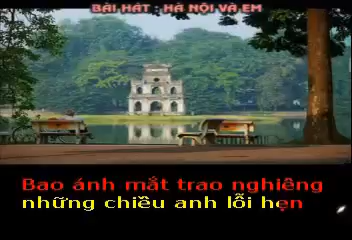 BÀI HÁT : HÀ NỘI VÀ EM
Bao ánh mắt trao nghiêng
những chiều anh lỗi hẹn